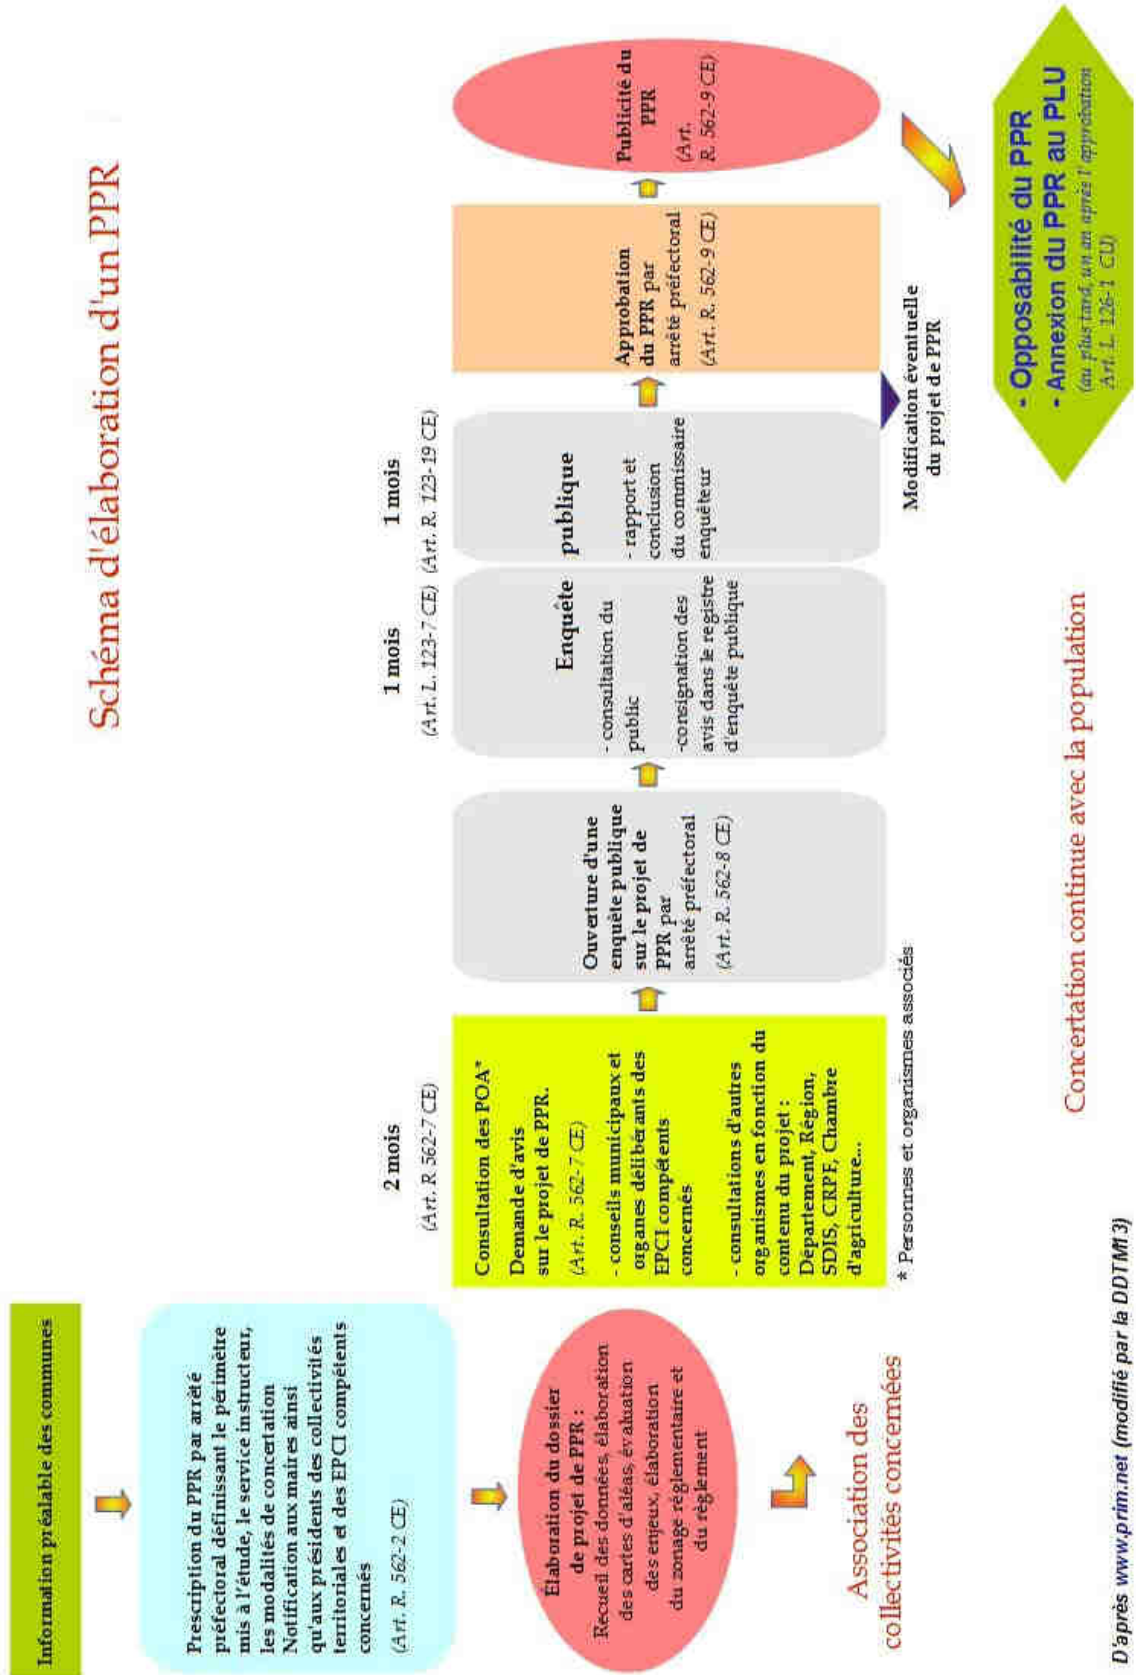 Schéma d'élaboration d'un PPR
Information préalable des communes
Prescription du PPR par arrêté
préfectoral définissant le périmètre
mis à l'étude, le service instructeur,
les modalités de concertation
Notification aux maires ainsi
qu'aux présidents des collectivités
territoriales et des EPCI compétents
concernés
(Art. R. 562-2 CE)
Élaboration du dossier
de projet de PPR :
Recueil des données, élaboration
des cartes d'aléas, évaluation
des enjeux, élaboration
du zonage réglementaire et
du règlement
Association des
collectivités concernées
2 mois
(Art. R 562-7 CE)
Consultation des POA*
Demande d'avis
sur le projet de PPR.
(Art. R. 562-7 CE)
- conseils municipaux et
organes délibérants des
EPCI compétents
concernés
- consultations d'autres
organismes en fonction du
contenu du projet :
Département, Région,
SDIS, CRPF, Chambre
d'agriculture...
* Personnes et organismes associés
Ouverture d'une
enquête publique
sur le projet de
PPR par
arrêté préfectoral
(Art. R. 562-8 CE)
1 mois
(Art. L. 123-7 CE)
Enquête
- consultation du
public
-consignation des
avis dans le registre
d'enquête publique
1 mois
(Art. R. 123-19 CE)
publique
- rapport et
conclusion
du commissaire
enquêteur
Approbation
du PPR par
arrêté préfectoral
(Art. R. 562-9 CE)
Modification éventuelle
du projet de PPR
Publicité du
PPR
(Art.
R. 562-9 CE)
- Opposabilité du PPR
- Annexion du PPR au PLU
(au plus tard, un an après l'approbation
Art. L. 126-1 CU)
Concertation continue avec la population
D'après www.prim.net (modifié par la DDTM13)